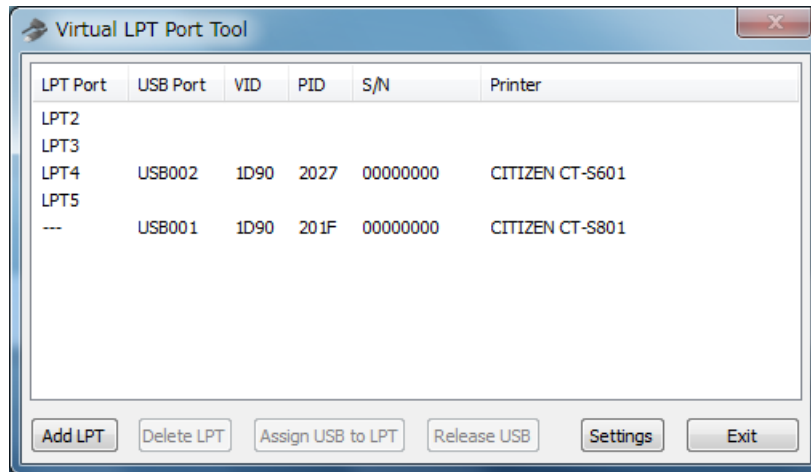 Virtual LPT Port Tool
LPT Port USB Port VID PID S/N Printer
LPT2
LPT3
LPT4 USB002 1D90 2027 00000000 CITIZEN CT-S601
LPT5
--- USB001 1D90 201F 00000000 CITIZEN CT-S801
Add LPT Delete LPT Assign USB to LPT Release USB Settings Exit